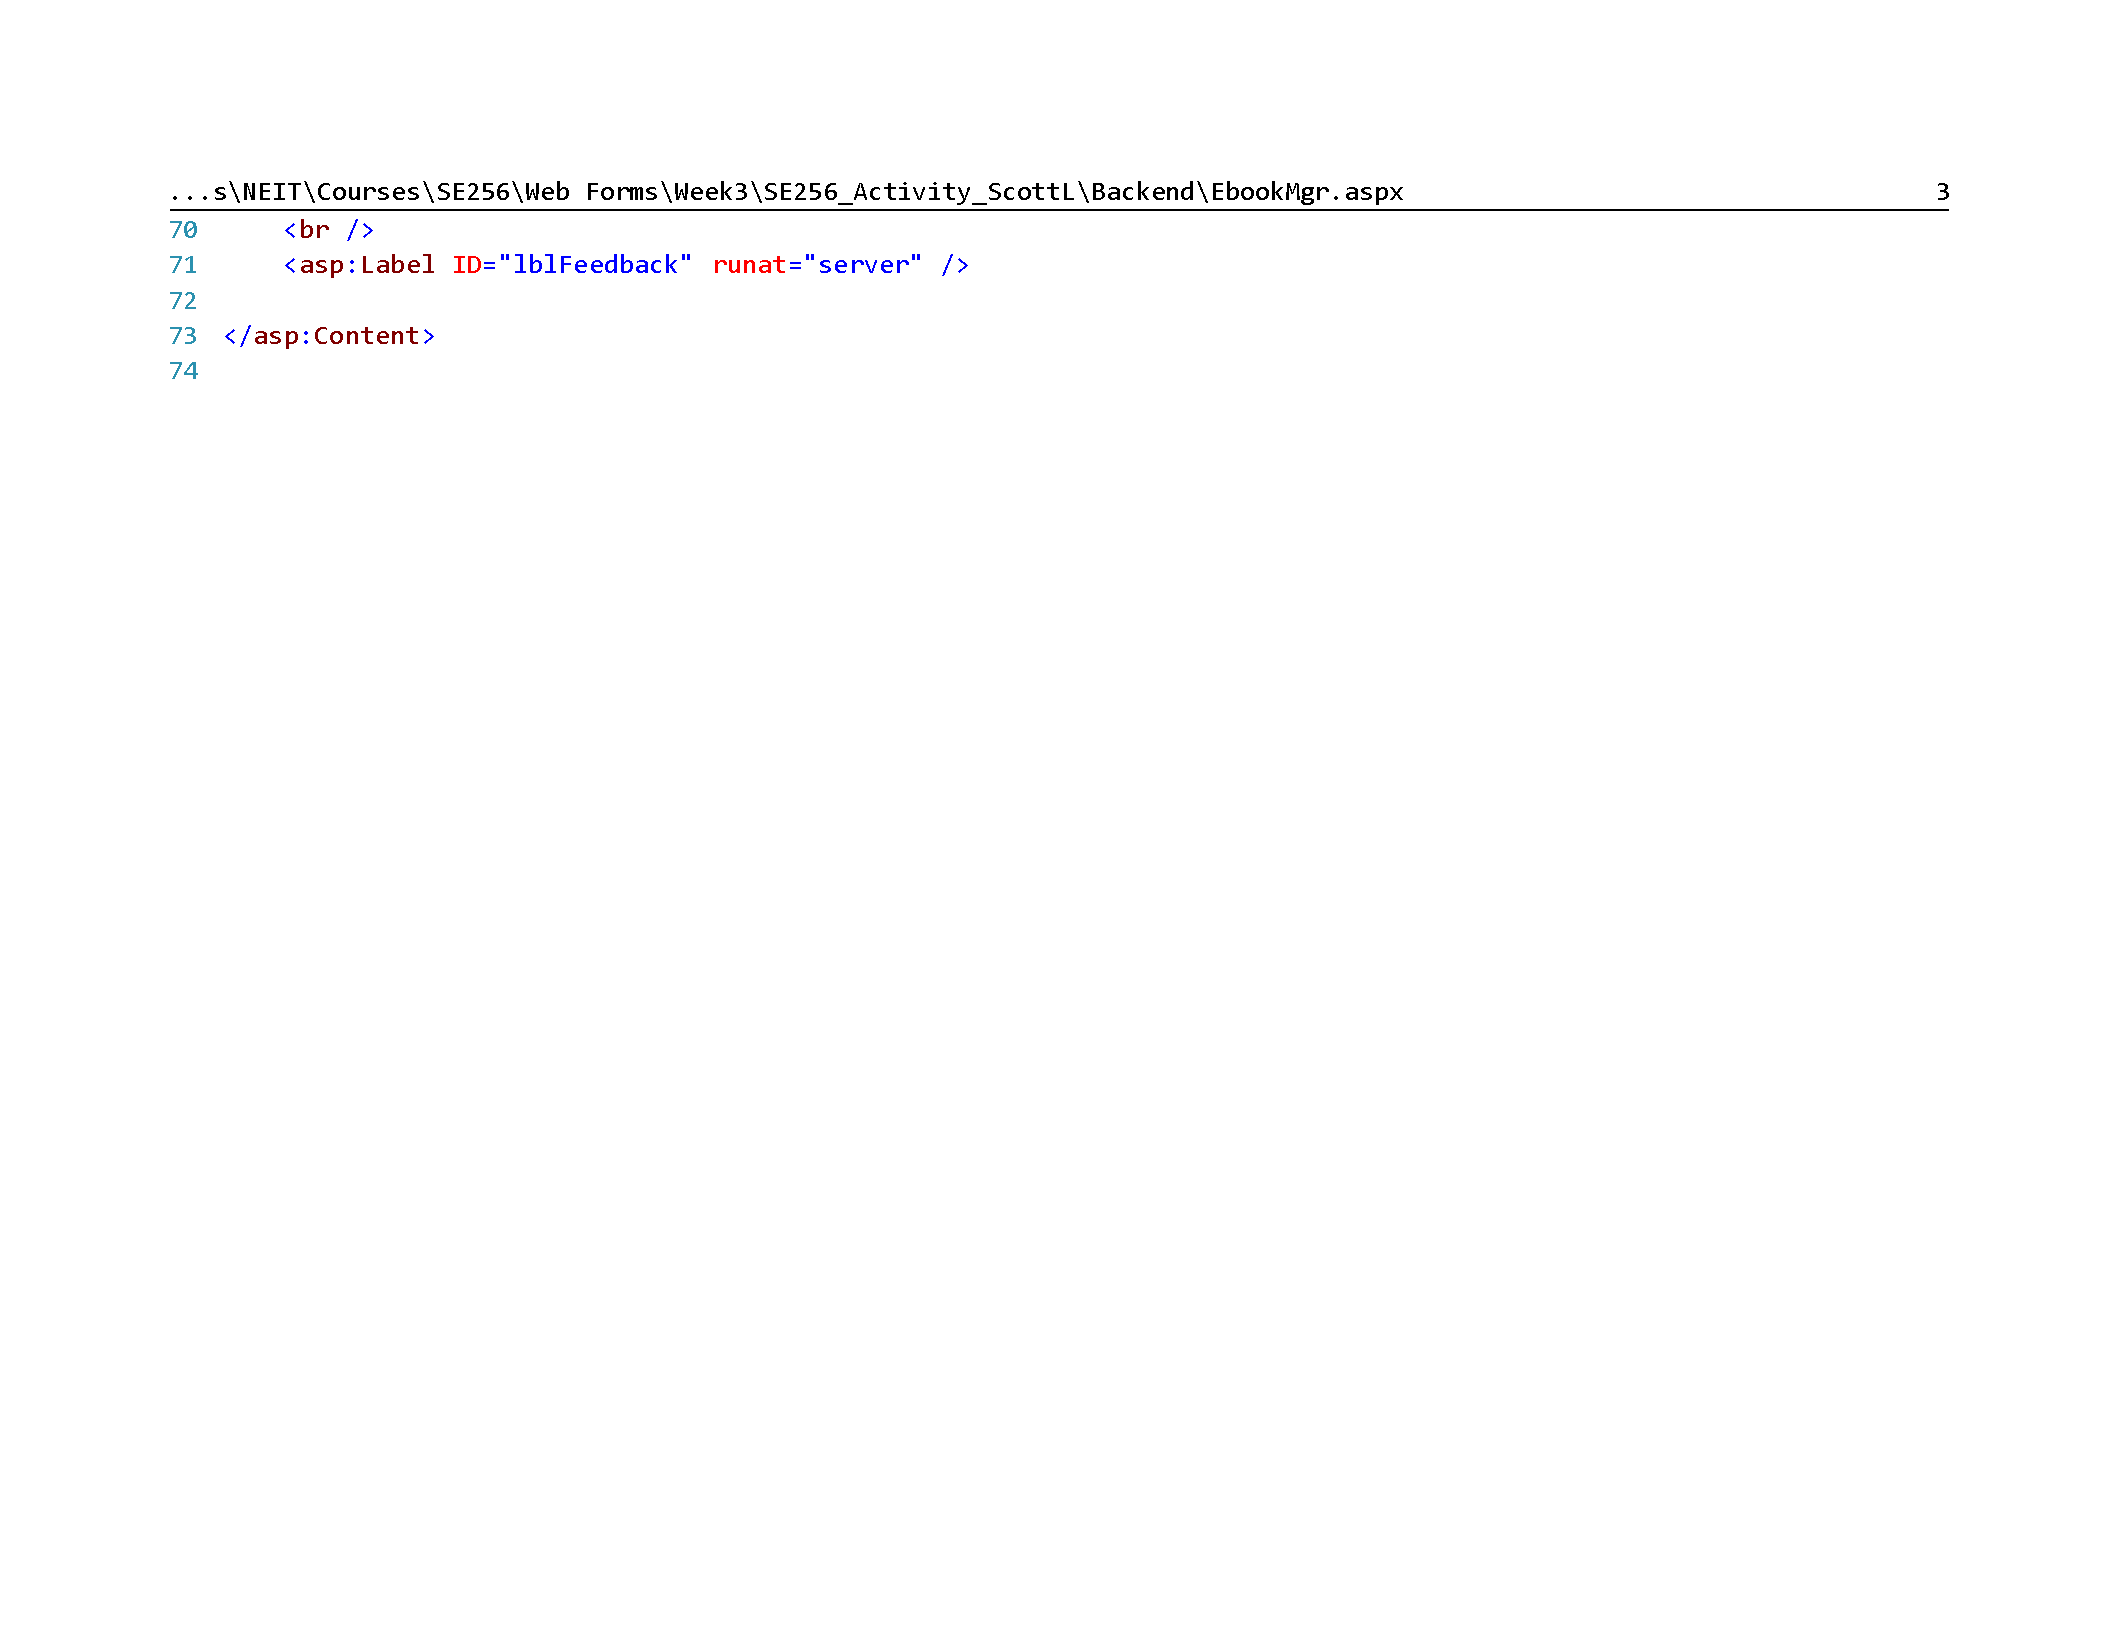 ...s\NEIT\Courses\SE256\Web Forms\Week3\SE256_Activity_ScottL\Backend\EbookMgr.aspx 3
70 <br />
71 <asp:Label ID="lblFeedback" runat="server" />
72
73 </asp:Content>
74